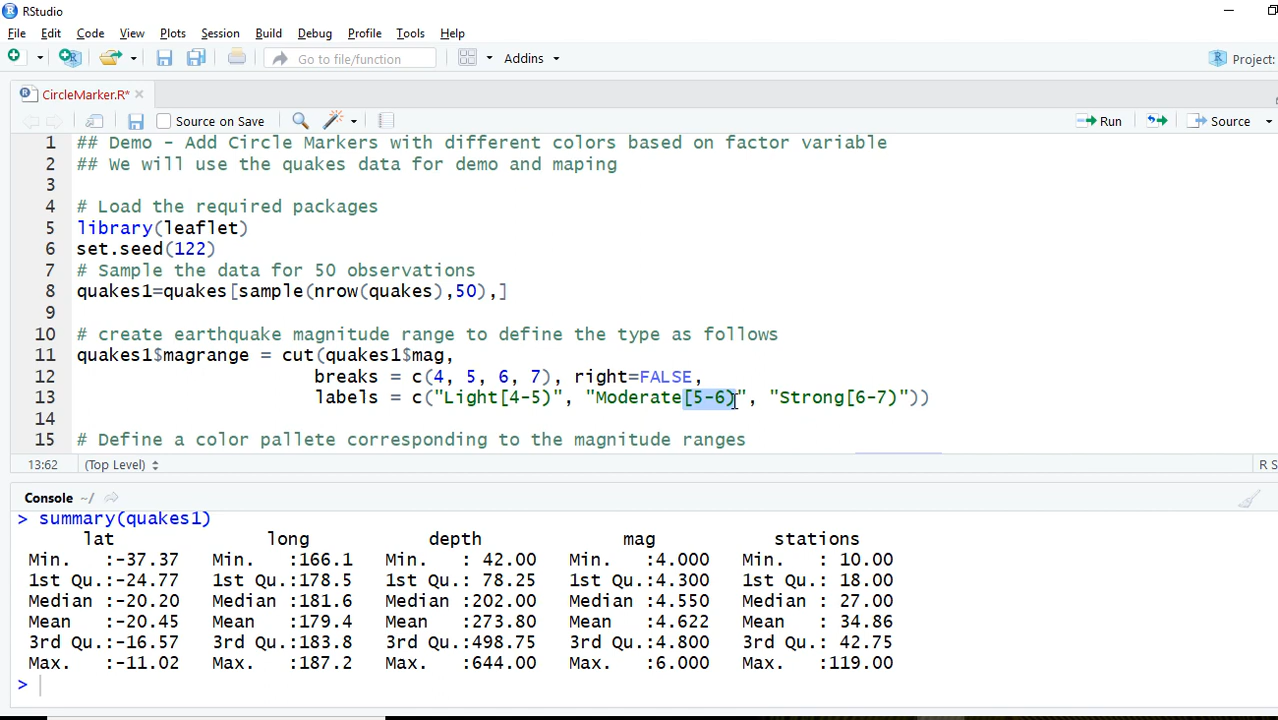 RStudio
File Edit Code View Plots Session Build Debug Profile Tools Help
Go to file/function Addins Project:
CircleMarker.R*
Source on Save Run Source
1 ## Demo - Add Circle Markers with different colors based on factor variable
2 ## We will use the quakes data for demo and maping
3
4 # Load the required packages
5 library(leaflet)
6 set.seed(122)
7 # Sample the data for 50 observations
8 quakes1=quakes[sample(nrow(quakes),50),]
9
10 # create earthquake magnitude range to define the type as follows
11 quakes1$magrange = cut(quakes1$mag,
12 breaks = c(4, 5, 6, 7), right=FALSE,
13 labels = c("Light[4-5)", "Moderate[5-6)", "Strong[6-7)"))
14
15 # Define a color pallete corresponding to the magnitude ranges
13:62 (Top Level) R S
Console ~/
> summary(quakes1)
lat long depth mag stations
Min. :-37.37 Min. :166.1 Min. : 42.00 Min. :4.000 Min. : 10.00
1st Qu.:-24.77 1st Qu.:178.5 1st Qu.: 78.25 1st Qu.:4.300 1st Qu.: 18.00
Median :-20.20 Median :181.6 Median :202.00 Median :4.550 Median : 27.00
Mean :-20.45 Mean :179.4 Mean :273.80 Mean :4.622 Mean : 34.86
3rd Qu.:-16.57 3rd Qu.:183.8 3rd Qu.:498.75 3rd Qu.:4.800 3rd Qu.: 42.75
Max. :-11.02 Max. :187.2 Max. :644.00 Max. :6.000 Max. :119.00
>